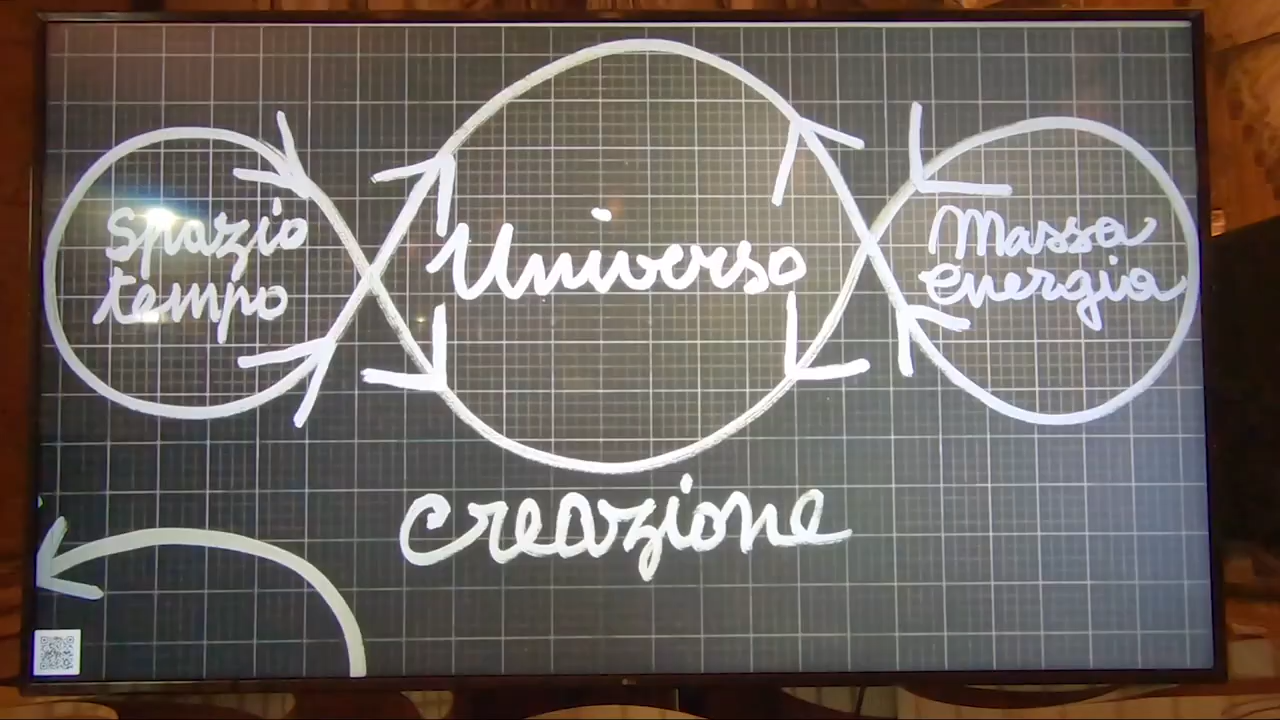 Spazio
tempo
Universo
Massa
energia
creazione